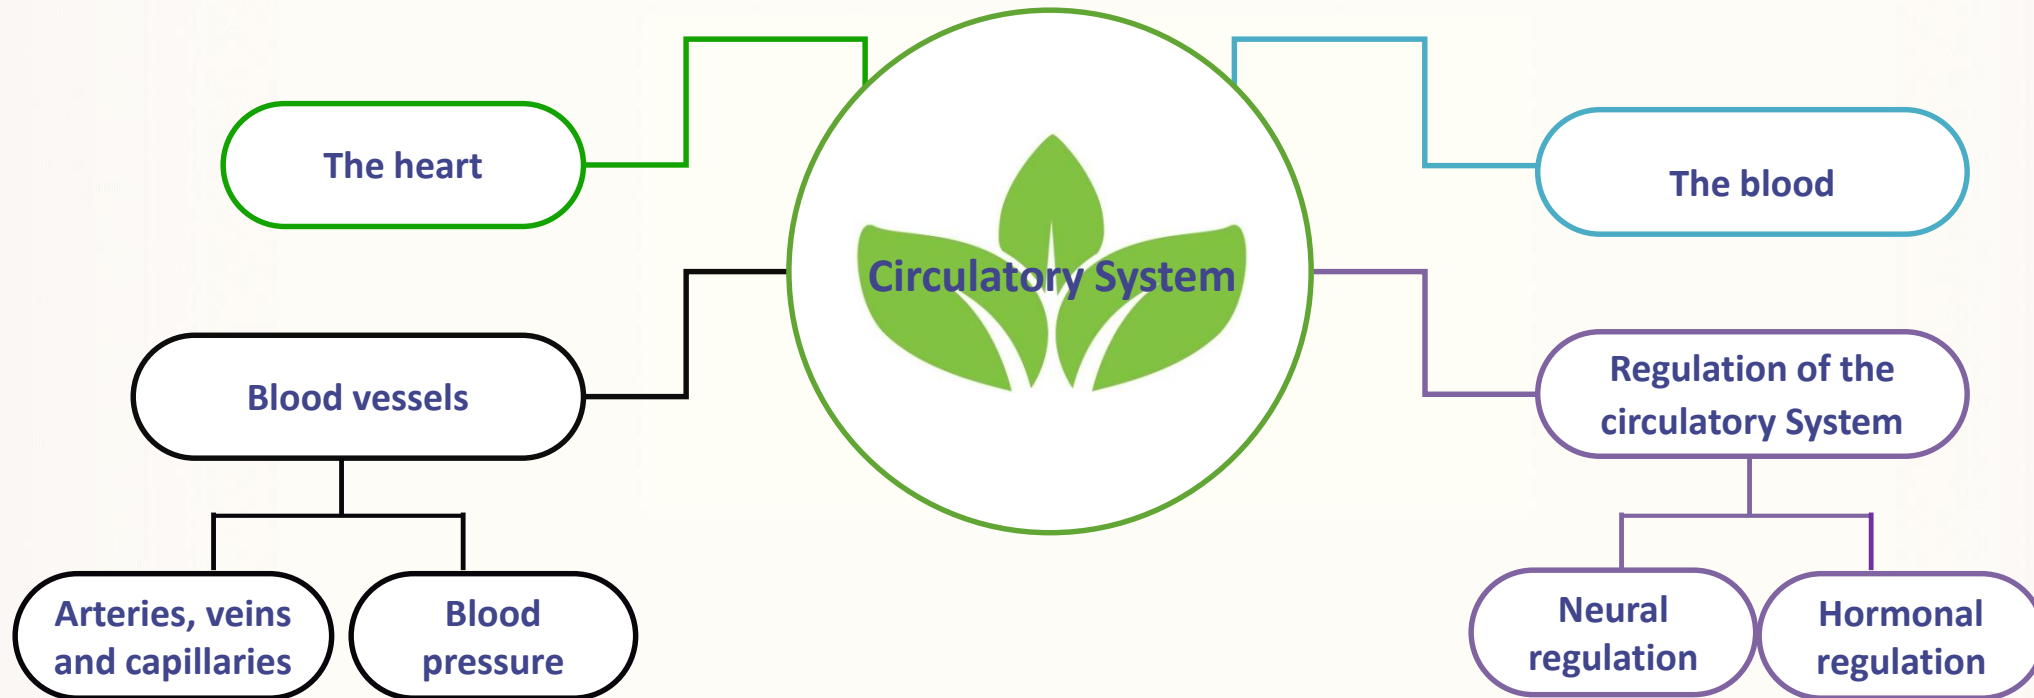 Circulatory System
The heart
Blood vessels
Arteries, veins
and capillaries
Blood
pressure
The blood
Regulation of the
circulatory System
Neural
regulation
Hormonal
regulation